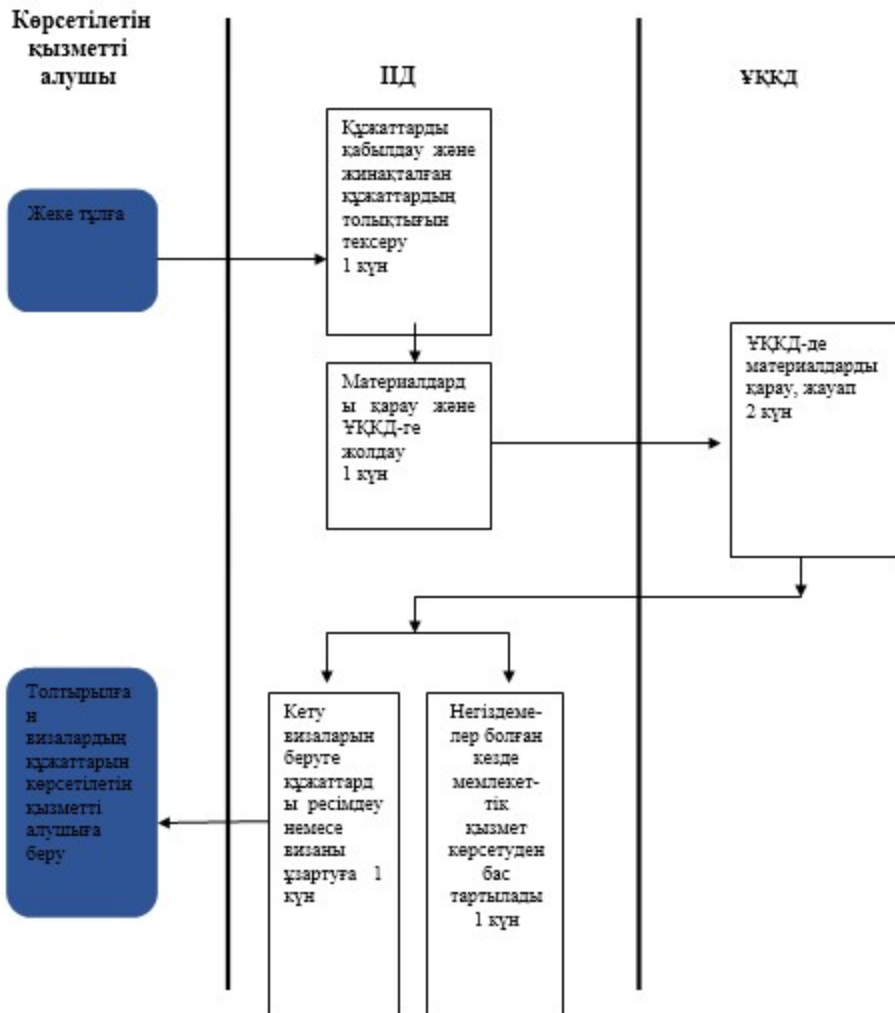 Көрсетілетін
қызметті
алушы
ІІД
ҰҚҚД
Жеке тұлға
Құжаттарды
қабылдау және
жинақталған
құжаттардың
толықтығын
тексеру
1 күн
Материалдард
ы қарау және
ҰҚҚД-ге
жолдау
1 күн
ҰҚҚД-де
материалдарды
қарау, жауап
2 күн
Толтырылға
н
визалардың
құжаттарын
көрсетілетін
қызметті
алушыға
беру
Кету
визаларын
беруге
құжаттард
ы ресімдеу
немесе
визаны
ұзартуға 1
күн
Негіздеме-
лер болған
кезде
мемлекет-
тік
қызмет
көрсетуден
бас
тартылады
1 күн